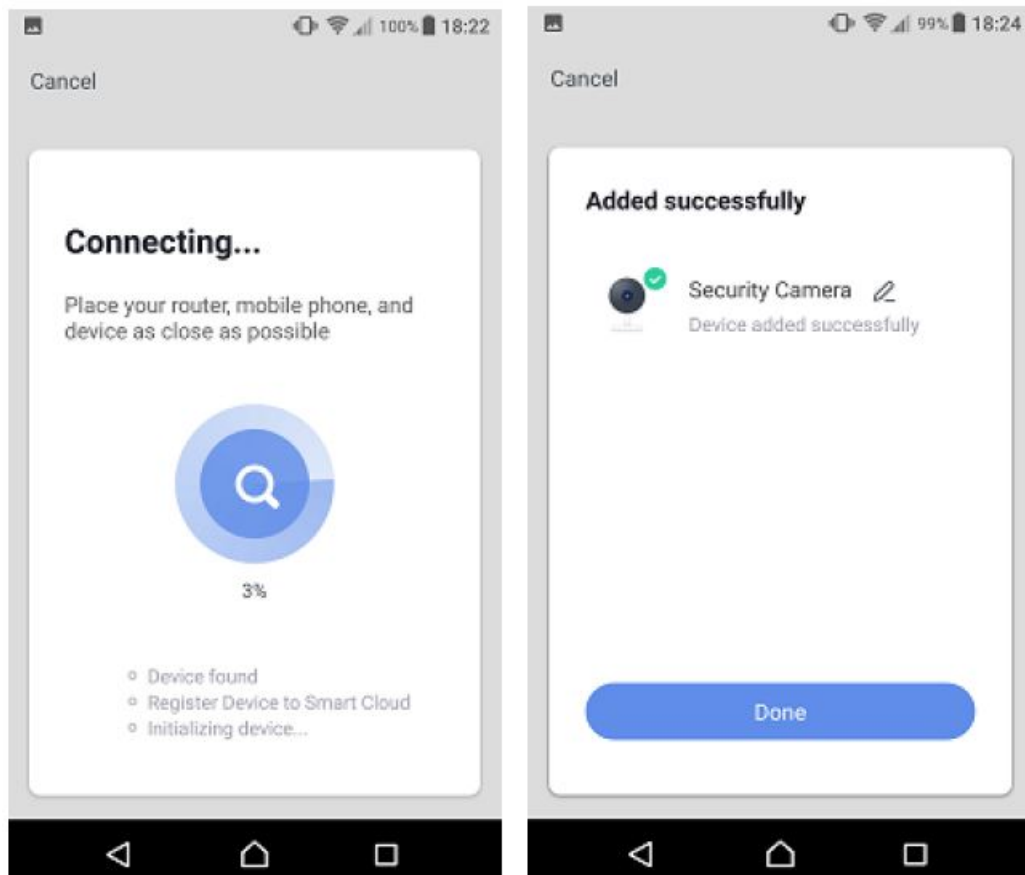 100% 18:22
Cancel
Connecting...
Place your router, mobile phone, and
device as close as possible
3%
Device found
Register Device to Smart Cloud
Initializing device...
99% 18:24
Cancel
Added successfully
Security Camera
Device added successfully
Done